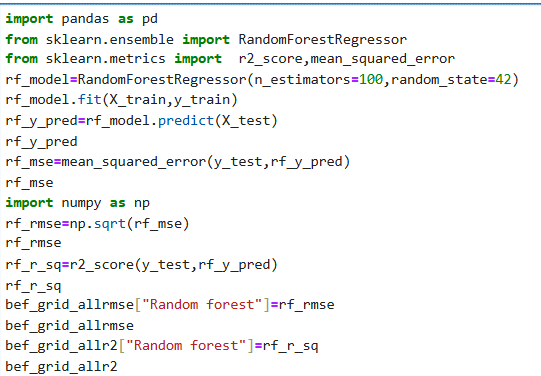 import pandas as pd
from sklearn.ensemble import RandomForestRegressor
from sklearn.metrics import  r2_score,mean_squared_error
rf_model=RandomForestRegressor(n_estimators=100,random_state=42)
rf_model.fit(X_train,y_train)
rf_y_pred=rf_model.predict(X_test)
rf_y_pred
rf_mse=mean_squared_error(y_test,rf_y_pred)
rf_mse
import numpy as np
rf_rmse=np.sqrt(rf_mse)
rf_rmse
rf_r_sq=r2_score(y_test,rf_y_pred)
rf_r_sq
bef_grid_allrmse["Random forest"]=rf_rmse
bef_grid_allrmse
bef_grid_allr2["Random forest"]=rf_r_sq
bef_grid_allr2